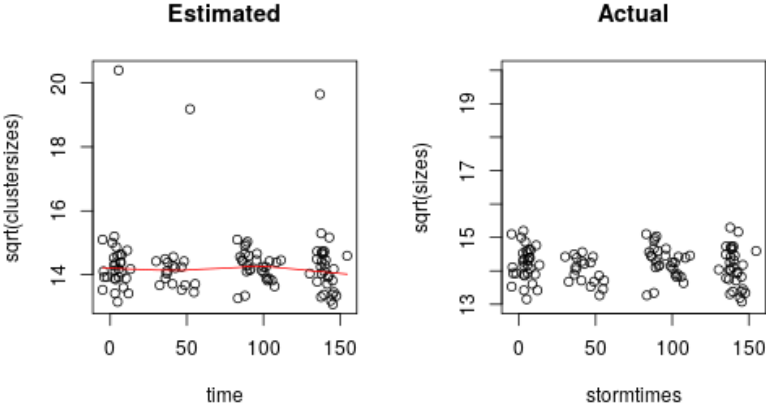 Estimated
sqrt(clustersizes)
20
18
16
14
0 50 100 150
time
Actual
sqrt(sizes)
19
17
15
13
0 50 100 150
stormtimes